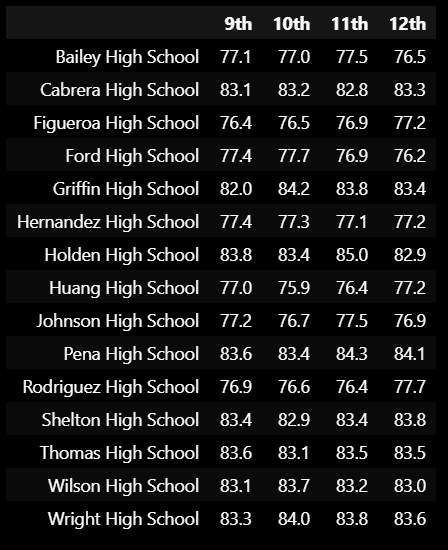 9th 10th 11th 12th
Bailey High School 77.1 77.0 77.5 76.5
Cabrera High School 83.1 83.2 82.8 83.3
Figueroa High School 76.4 76.5 76.9 77.2
Ford High School 77.4 77.7 76.9 76.2
Griffin High School 82.0 84.2 83.8 83.4
Hernandez High School 77.4 77.3 77.1 77.2
Holden High School 83.8 83.4 85.0 82.9
Huang High School 77.0 75.9 76.4 77.2
Johnson High School 77.2 76.7 77.5 76.9
Pena High School 83.6 83.4 84.3 84.1
Rodriguez High School 76.9 76.6 76.4 77.7
Shelton High School 83.4 82.9 83.4 83.8
Thomas High School 83.6 83.1 83.5 83.5
Wilson High School 83.1 83.7 83.2 83.0
Wright High School 83.3 84.0 83.8 83.6